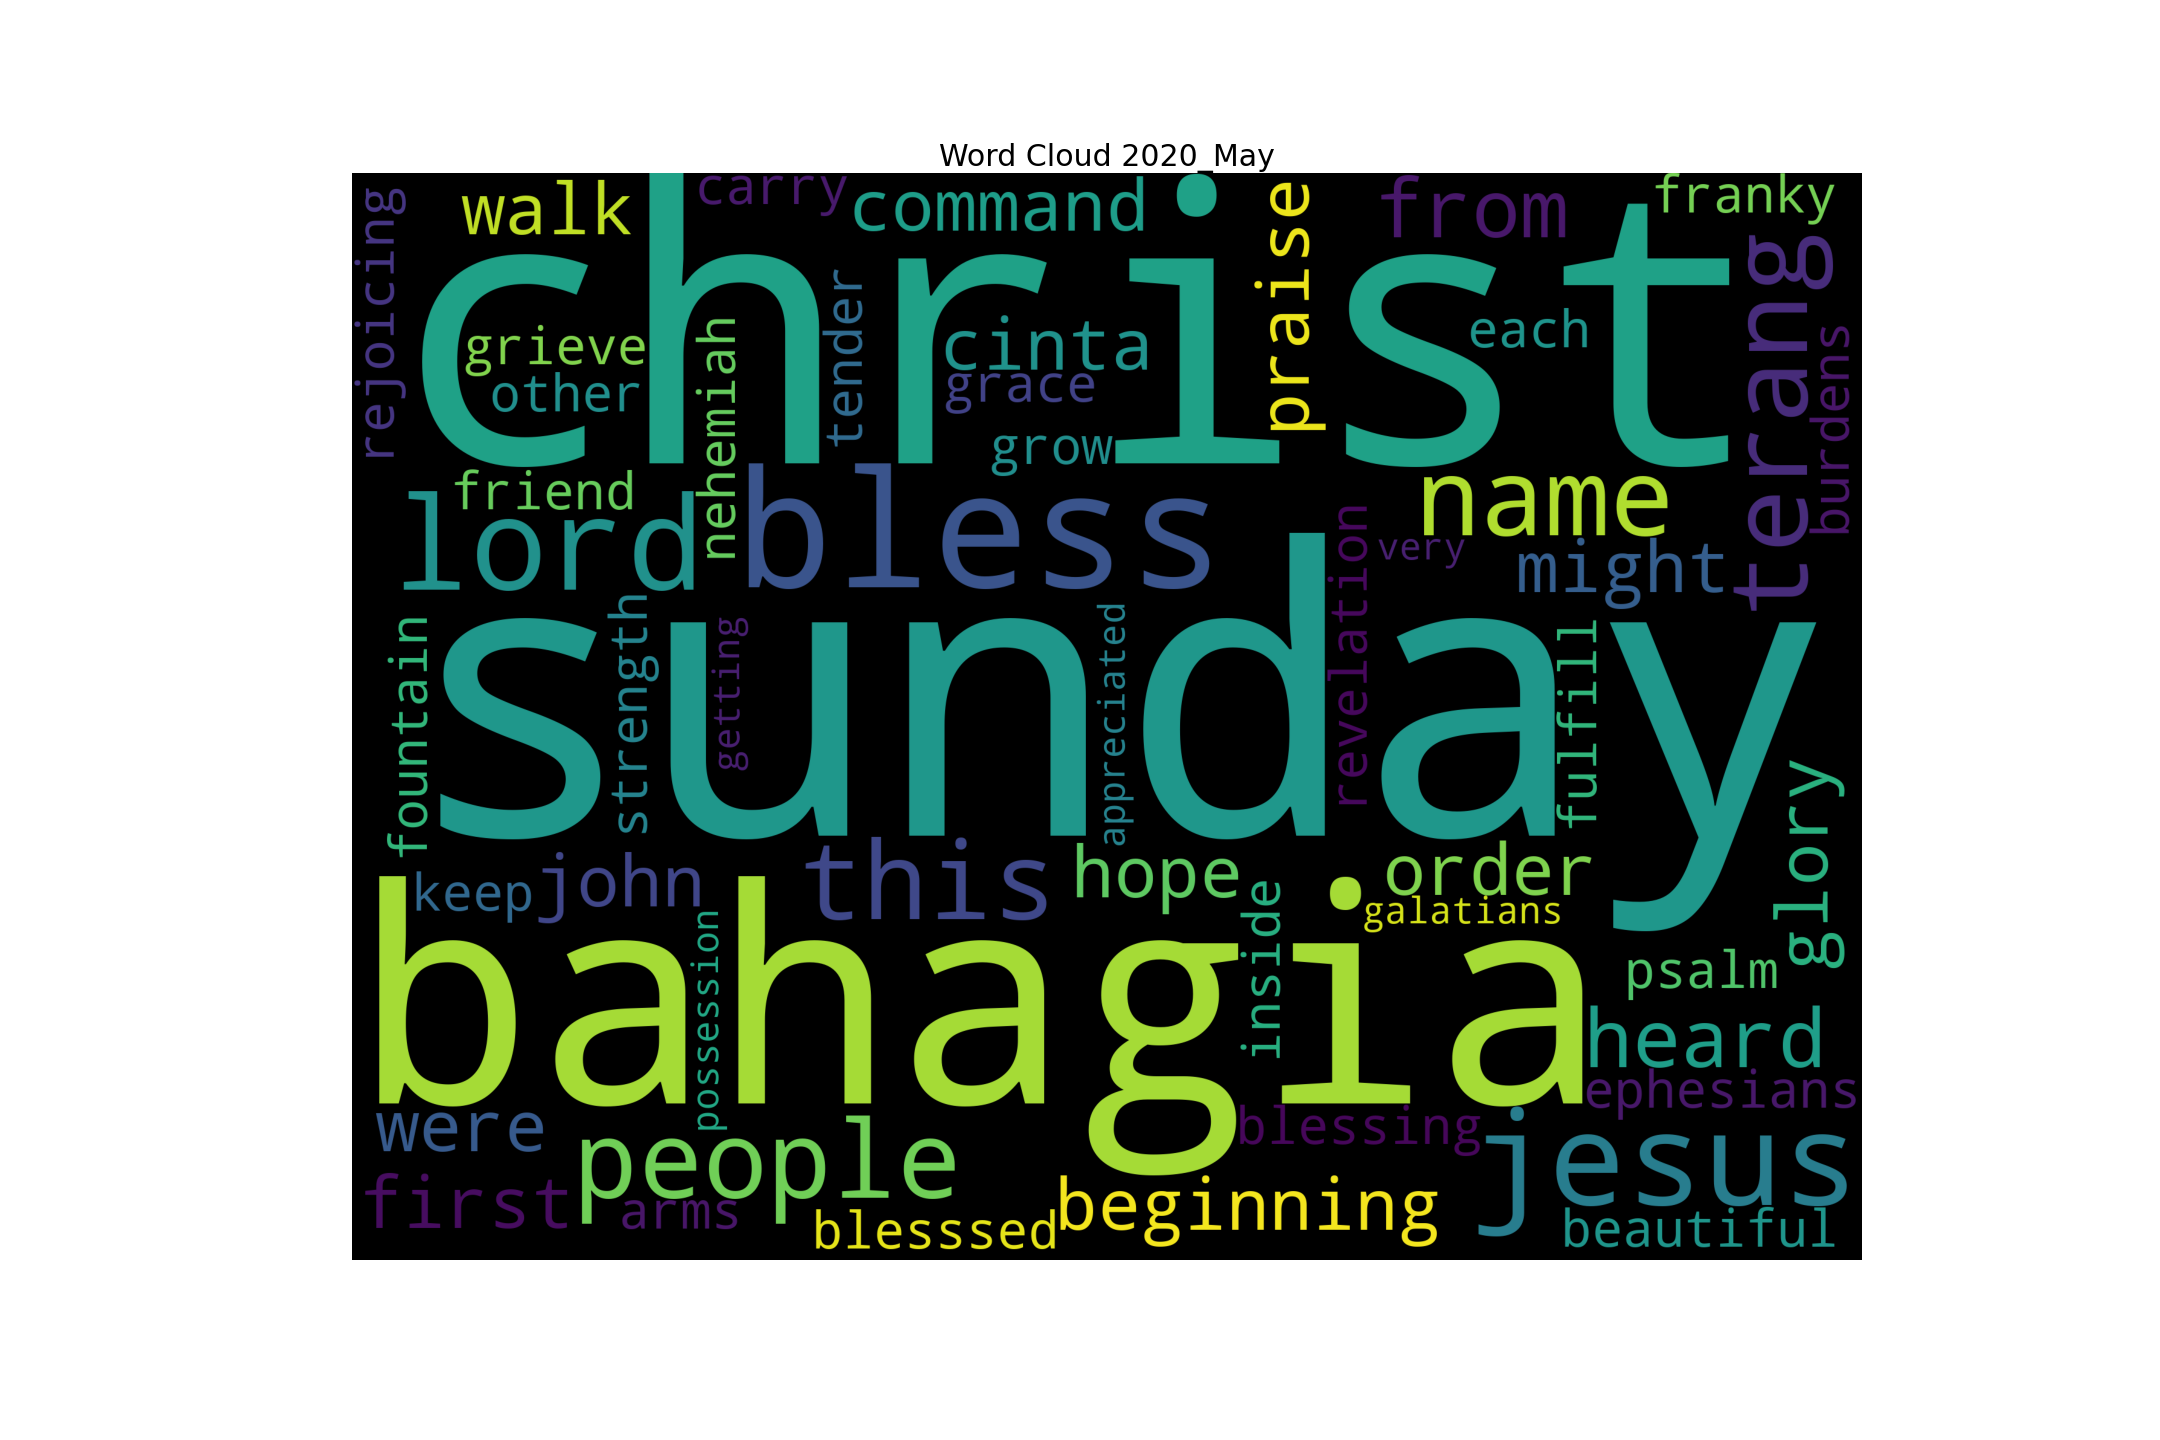 Word Cloud 2020_May
carry
command
walk
from
franky
rejoicing
christ
praise
terang
tender
cinta
each
grieve
grace
other
nehemiah
burdens
grow
friend
name
lord
bless
revelation
very
might
strength
sunday
fountain
getting
appreciated
fulfill
glory
john
keep
this
hope
order
galatians
bahagia
inside
possession
psalm
heard
ephesians
were
people
blessing
jesus
first
arms
beginning
blesssed
beautiful